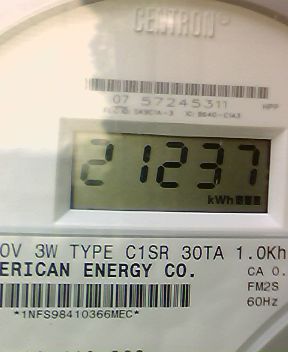 CENTRON®
07 57245311 HPP
21237
kWh
0V 3W TYPE C1SR 30TA 1.0Kh
ERICAN ENERGY CO. CA 0.
FM2S
60Hz
*1NFS98410366MEC*